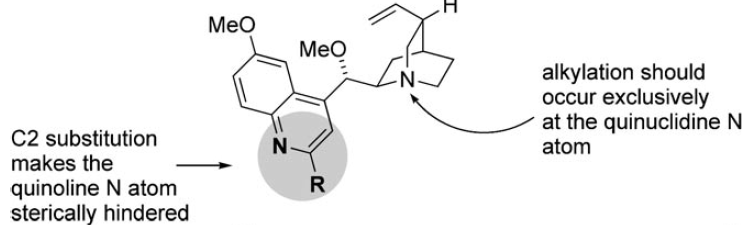 H
MeO
MeO
N
alkylation should
occur exclusively
at the quinuclidine N
atom
C2 substitution
makes the
quinoline N atom
sterically hindered
N
R